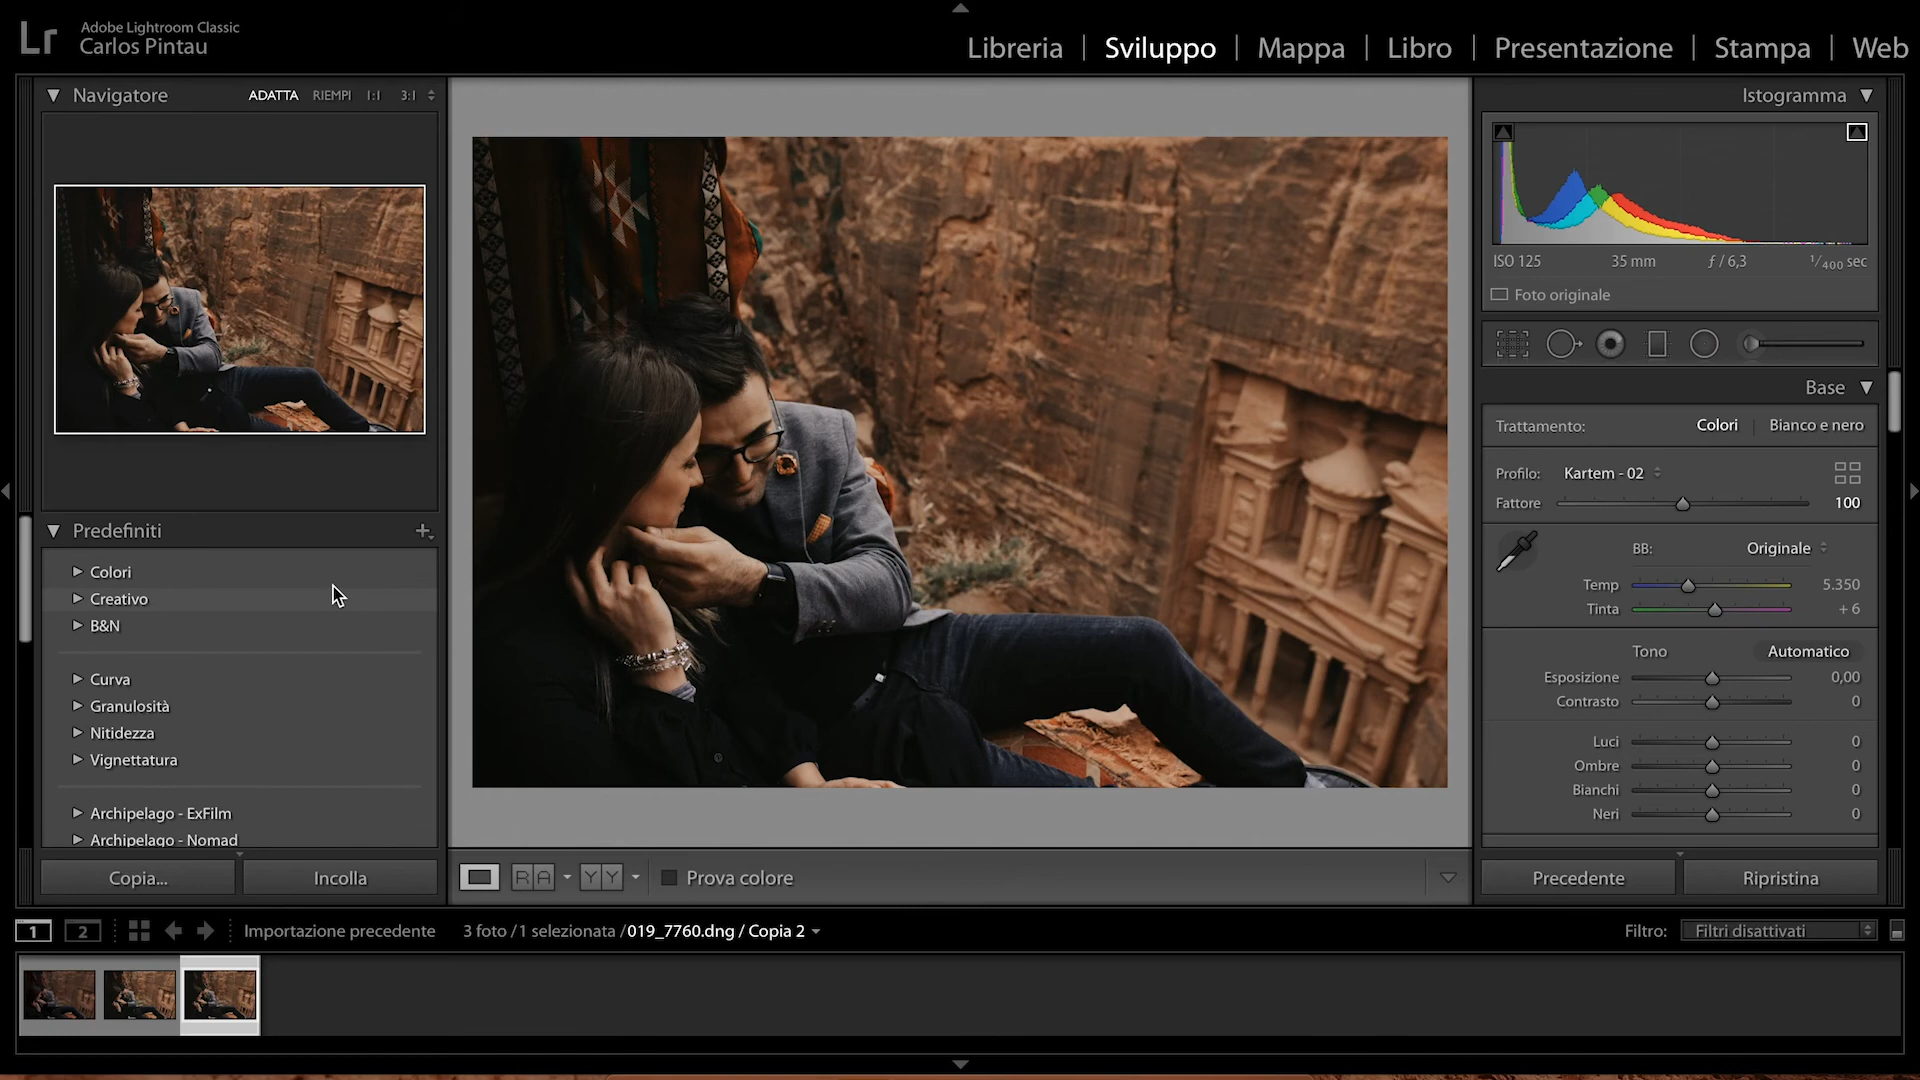 Lr
Adobe Lightroom Classic
Carlos Pintau
Libreria | Sviluppo | Mappa | Libro | Presentazione | Stampa | Web
Navigatore ADATTA RIEMPI 1:1 3:1
Predefiniti
Colori
Creativo
B&N
Curva
Granulosità
Nitidezza
Vignettatura
Archipelago - ExFilm
Archipelago - Nomad
Copia... Incolla
RA YY Prova colore
Istogramma
ISO 125 35 mm ƒ / 6,3 1/400 sec
Foto originale
Base
Trattamento: Colori Bianco e nero
Profilo: Kartem - 02
Fattore 100
BB: Originale
Temp 5.350
Tinta + 6
Tono Automatico
Esposizione 0,00
Contrasto 0
Luci 0
Ombre 0
Bianchi 0
Neri 0
Precedente Ripristina
1 2 Importazione precedente 3 foto / 1 selezionata / 019_7760.dng / Copia 2
Filtro: Filtri disattivati